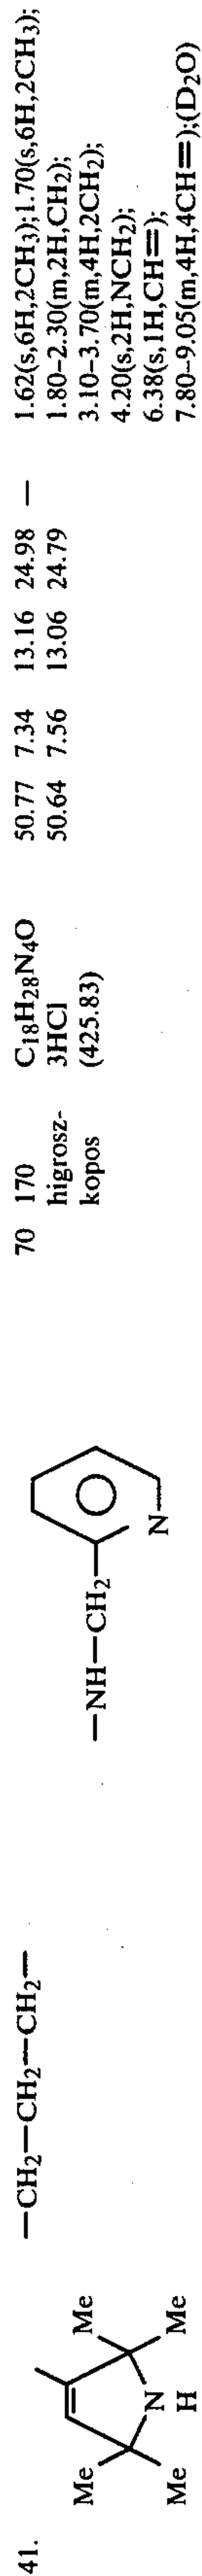 41.
Me
Me
Me
Me
N
H
—CH₂—CH₂—CH₂—
—NH—CH₂
N
70 170 C₁₈H₂₈N₄O 50.77 7.34 13.16 24.98 — 1.62(s,6H,2CH₃);1.70(s,6H,2CH₃);
higrosz- 3HCl 50.64 7.56 13.06 24.79 1.80–2.30(m,2H,CH₂);
kopos (425.83) 3.10–3.70(m,4H,2CH₂);
4.20(s,2H,NCH₂);
6.38(s,1H,CH=);
7.80–9.05(m,4H,4CH=);(D₂O)